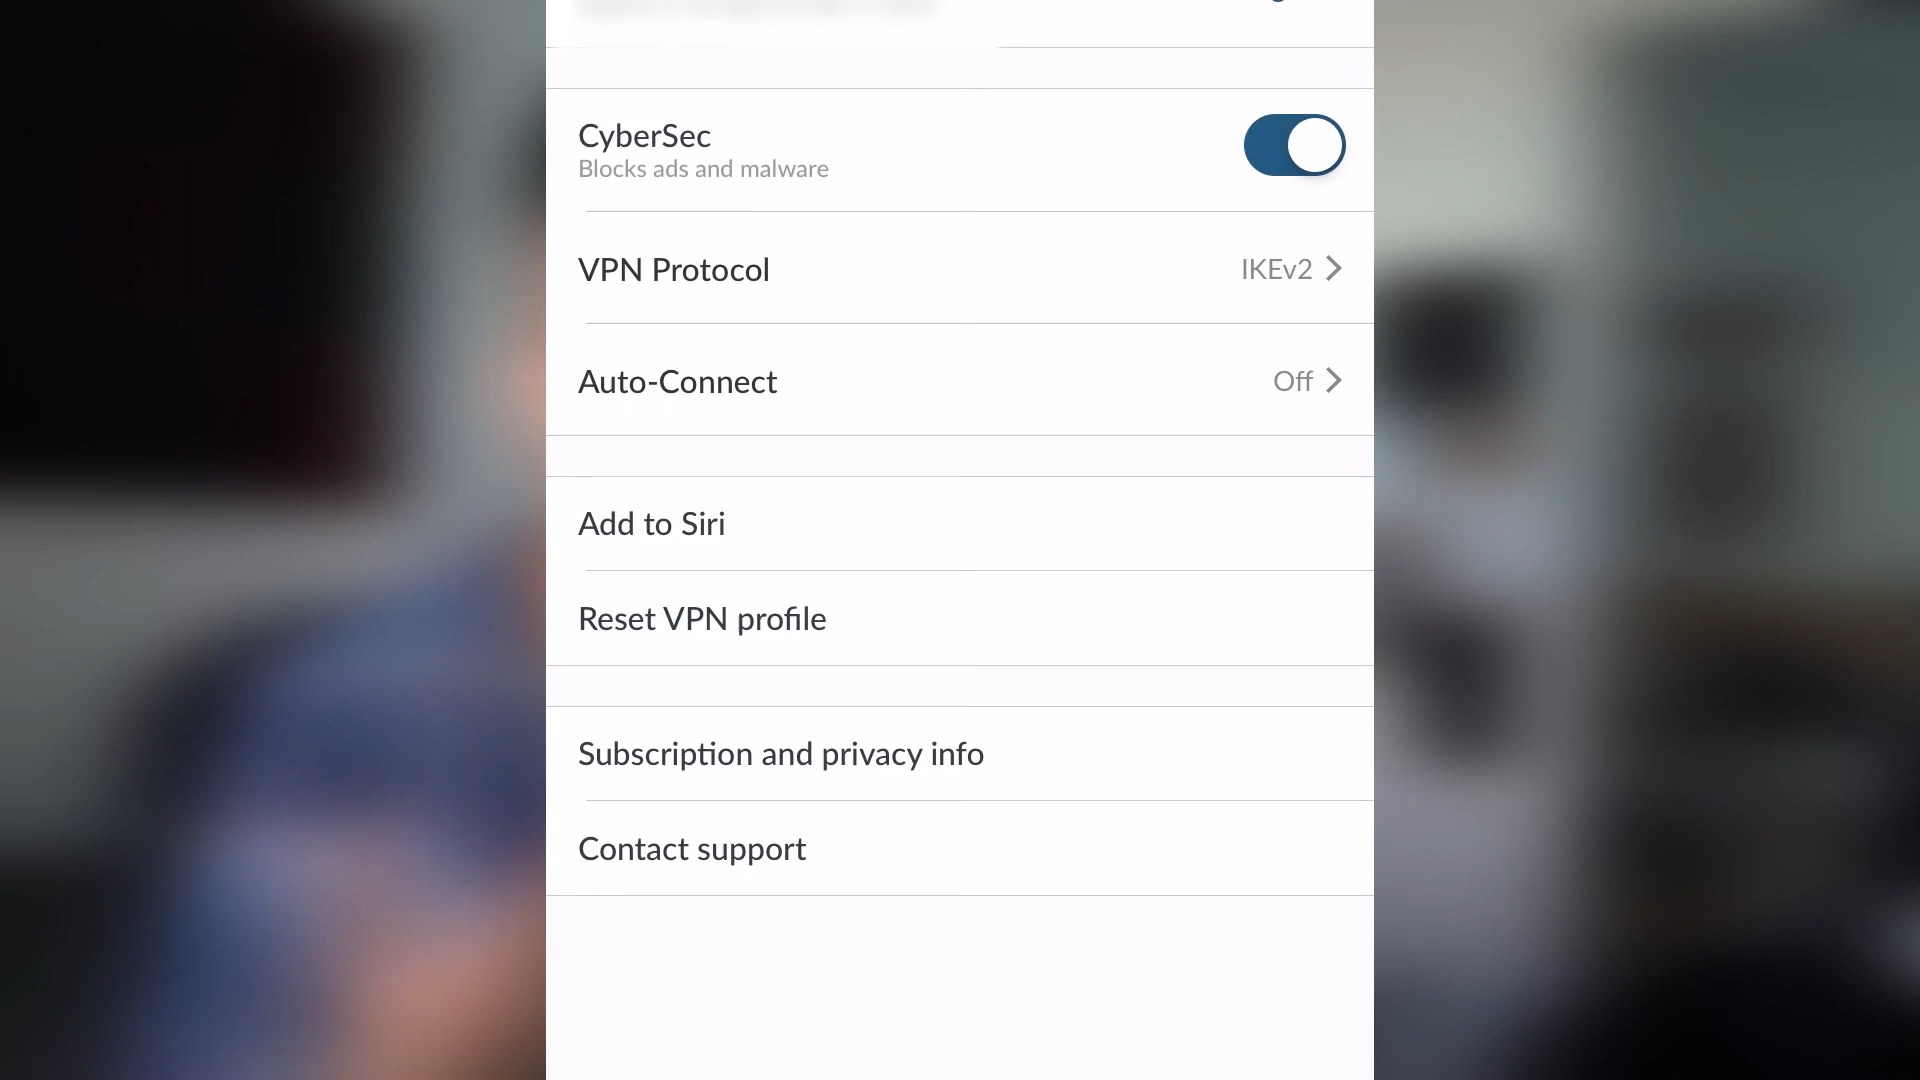 CyberSec
Blocks ads and malware
VPN Protocol
IKEv2
Auto-Connect
Off
Add to Siri
Reset VPN profile
Subscription and privacy info
Contact support